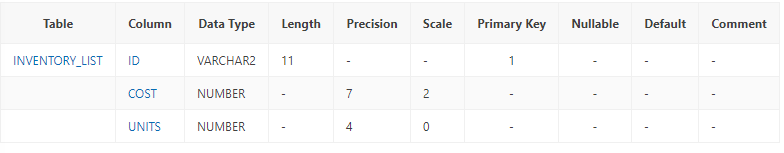 Table Column Data Type Length Precision Scale Primary Key Nullable Default Comment
INVENTORY_LIST ID VARCHAR2 11 - - 1 - - -
COST NUMBER - 7 2 - - - -
UNITS NUMBER - 4 0 - - - -